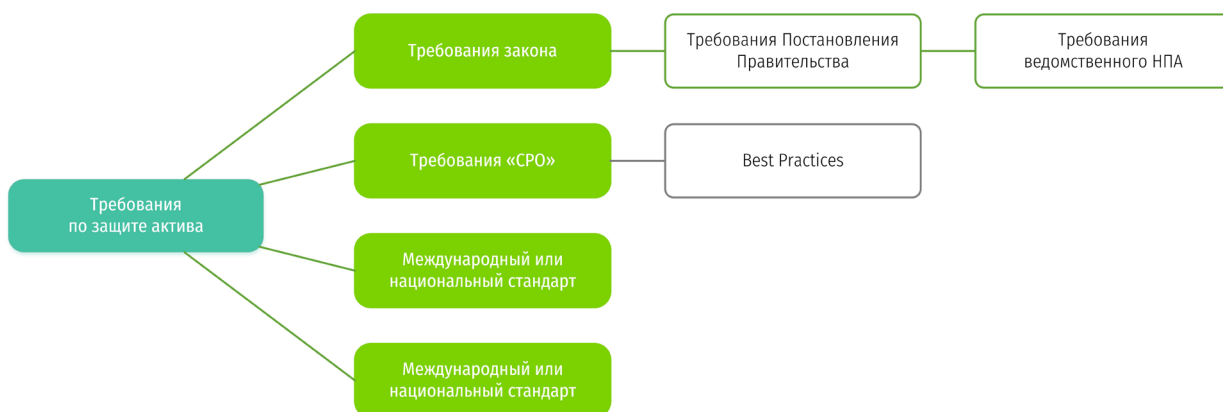 Требования закона
Требования Постановления
Правительства
Требования
ведомственного НПА
Требования «СРО»
Best Practices
Требования
по защите актива
Международный или
национальный стандарт
Международный или
национальный стандарт